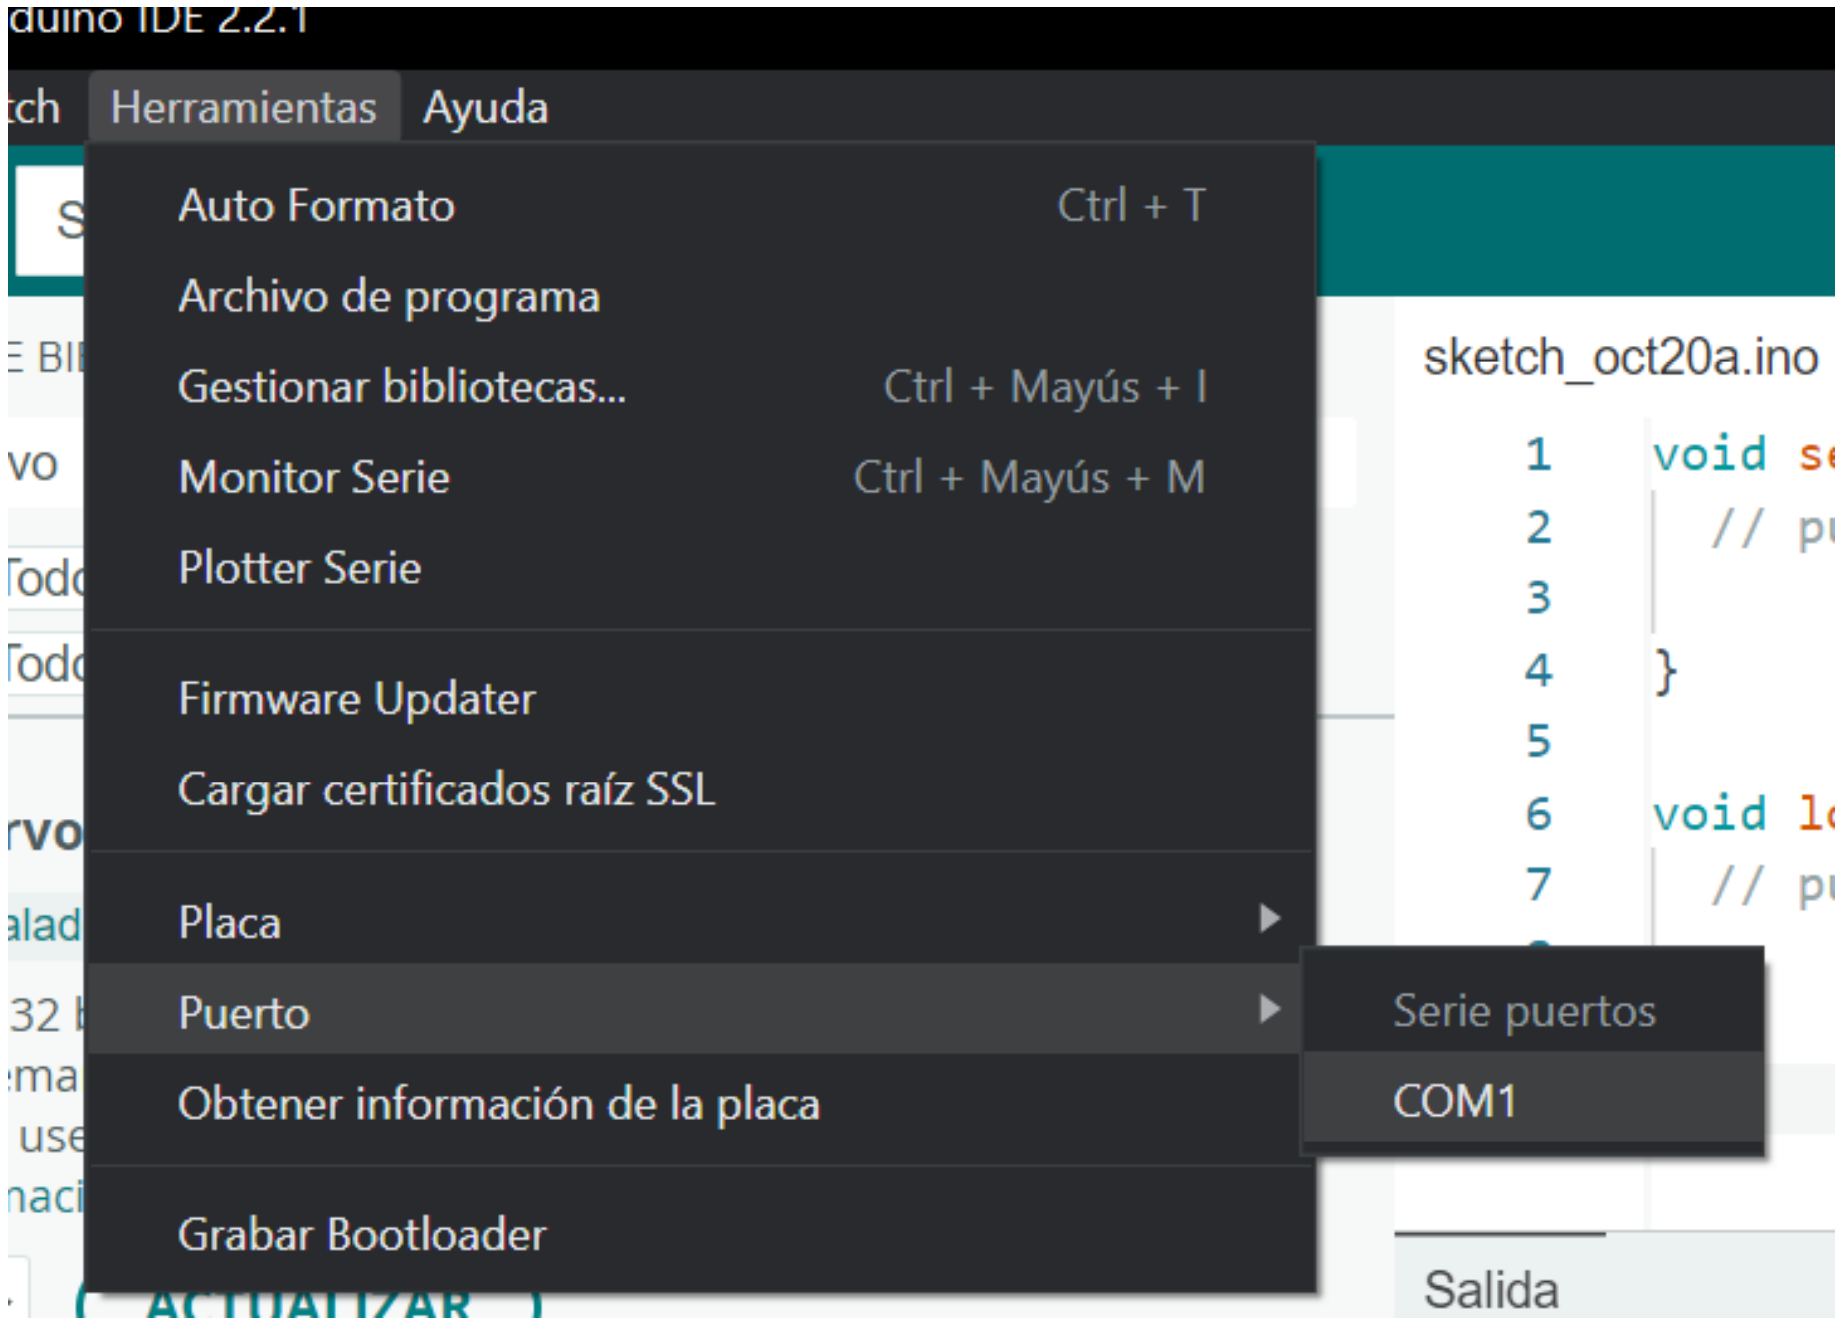 duino IDE 2.2.1
tch Herramientas Ayuda
Auto Formato Ctrl + T
Archivo de programa
Gestionar bibliotecas... Ctrl + Mayús + I
Monitor Serie Ctrl + Mayús + M
Plotter Serie
Firmware Updater
Cargar certificados raíz SSL
Placa
Puerto
Obtener información de la placa
Grabar Bootloader
Serie puertos
COM1
S
E BI
vo
Todo
Todo
rvo
alad
32 b
ema
use
maci
ACTUALIZAR
sketch_oct20a.ino
1 void se
2 // pu
3
4 }
5
6 void lo
7 // pu
Salida